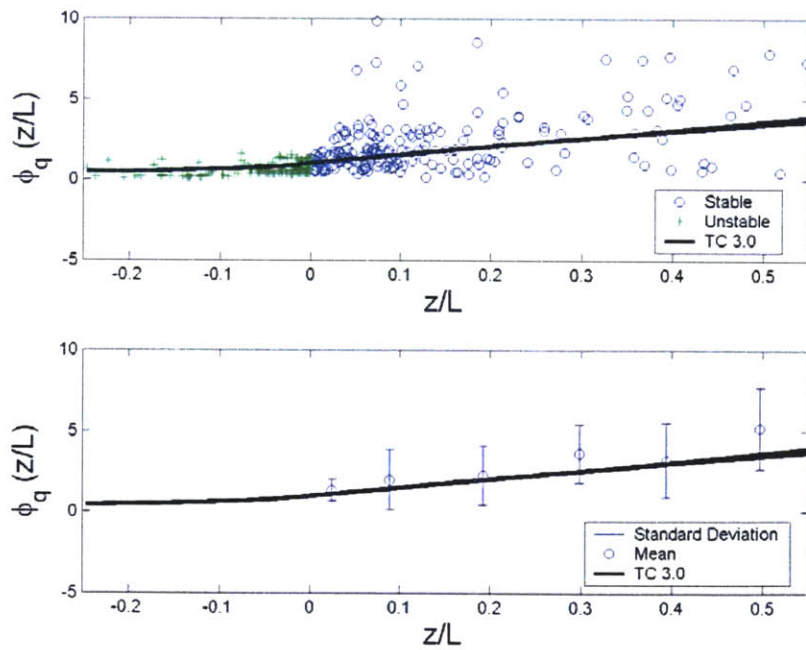 10
5
0
-5
ϕq (z/L)
Stable
Unstable
TC 3.0
-0.2 -0.1 0 0.1 0.2 0.3 0.4 0.5
z/L
10
5
0
-5
ϕq (z/L)
Standard Deviation
Mean
TC 3.0
-0.2 -0.1 0 0.1 0.2 0.3 0.4 0.5
z/L